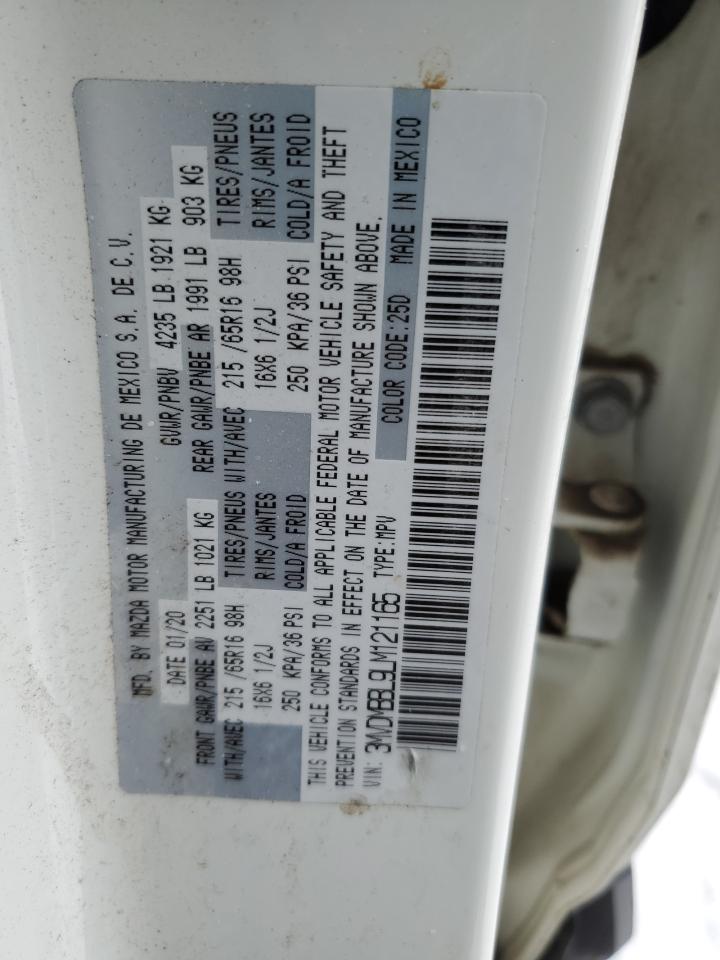 MFD. BY MAZDA MOTOR MANUFACTURING DE MEXICO S.A. DE C.V.
DATE 01/20 GVWR/PNBV 4235 LB 1921 KG
FRONT GAWR/PNBE AV 2251 LB 1021 KG REAR GAWR/PNBE AR 1991 LB 903 KG
WITH/AVEC 215 /65R16 98H TIRES/PNEUS WITH/AVEC 215 /65R16 98H TIRES/PNEUS
16X6 1/2J RIMS/JANTES 16X6 1/2J RIMS/JANTES
250 KPA/36 PSI COLD/A FROID 250 KPA/36 PSI COLD/A FROID
THIS VEHICLE CONFORMS TO ALL APPLICABLE FEDERAL MOTOR VEHICLE SAFETY AND THEFT
PREVENTION STANDARDS IN EFFECT ON THE DATE OF MANUFACTURE SHOWN ABOVE.
VIN: 3MVDMBBL9LM121165 TYPE:MPV COLOR CODE:25D MADE IN MEXICO